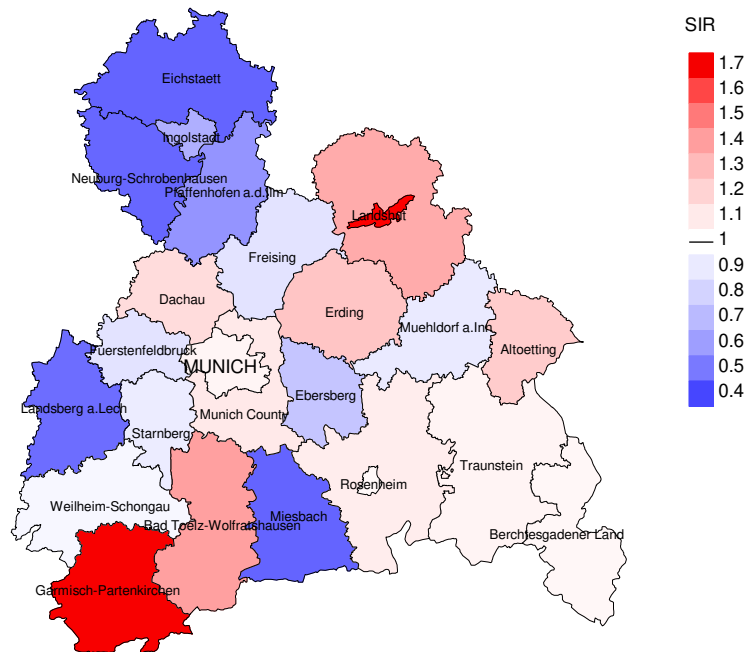 SIR
1.7
1.6
1.5
1.4
1.3
1.2
1.1
1
0.9
0.8
0.7
0.6
0.5
0.4
Eichstaett
Ingolstadt
Neuburg-Schrobenhausen
Pfaffenhofen a.d.Ilm
Landshut
Freising
Dachau
Erding
Muehldorf a.Inn
Altoetting
Fuerstenfeldbruck
MUNICH
Ebersberg
Landsberg a.Lech
Munich County
Starnberg
Traunstein
Rosenheim
Weilheim-Schongau
Miesbach
Bad Toelz-Wolfratshausen
Berchtesgadener Land
Garmisch-Partenkirchen